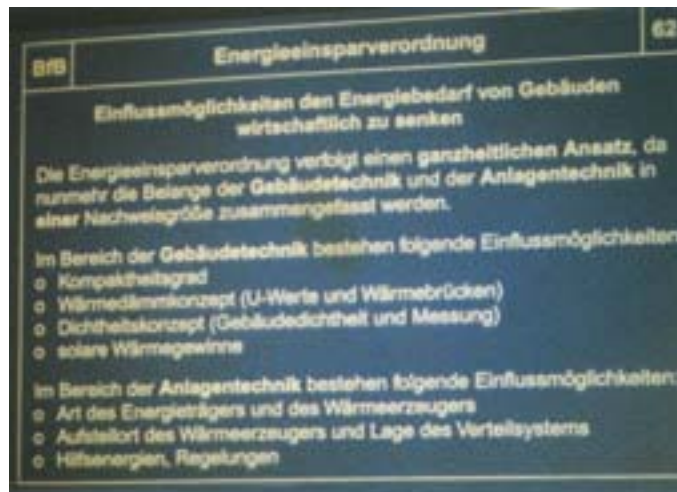 BfB
Energieeinsparverordnung
62
Einflussmöglichkeiten den Energiebedarf von Gebäuden
wirtschaftlich zu senken
Die Energieeinsparverordnung verfolgt einen ganzheitlichen Ansatz, da
nunmehr die Belange der Gebäudetechnik und der Anlagentechnik in
einer Nachweisgröße zusammengefasst werden.
Im Bereich der Gebäudetechnik bestehen folgende Einflussmöglichkeiten
o Kompaktheitsgrad
o Wärmedämmkonzept (U-Werte und Wärmebrücken)
o Dichtheitskonzept (Gebäudedichtheit und Messung)
o solare Wärmegewinne
Im Bereich der Anlagentechnik bestehen folgende Einflussmöglichkeiten:
o Art des Energieträgers und des Wärmeerzeugers
o Aufstellort des Wärmeerzeugers und Lage des Verteilsystems
o Hilfsenergien, Regelungen